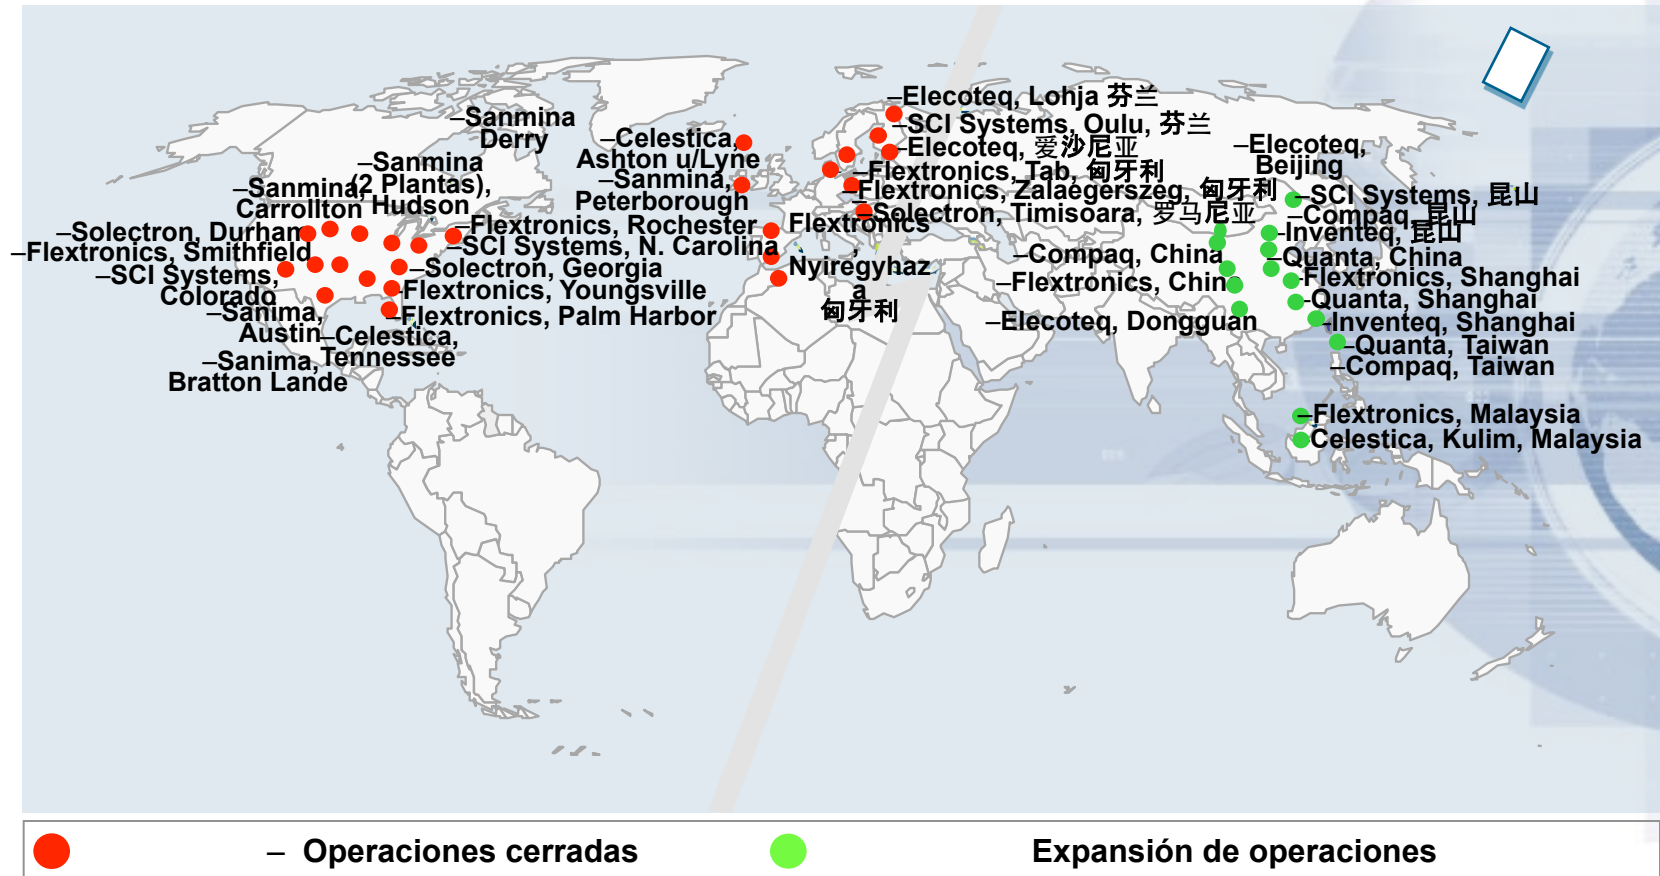 –Sanmina
Derry
–Sanmina
(2 Plantas),
Hudson
–Sanmina,
Carrollton
–Solectron, Durham
–Flextronics, Smithfield
–SCI Systems,
Colorado
–Sanima,
Austin
–Celestica,
Tennessee
–Sanima,
Bratton Lande
–Flextronics, Rochester
–SCI Systems, N. Carolina
–Solectron, Georgia
–Flextronics, Youngsville
–Flextronics, Palm Harbor
–Celestica,
Ashton u/Lyne
–Sanmina,
Peterborough
–Elecoteq, Lohja 芬兰
–SCI Systems, Oulu, 芬兰
–Elecoteq, 爱沙尼亚
–Flextronics, Tab, 匈牙利
–Flextronics, Zalaegerszeg, 匈牙利
–Solectron, Timisoara, 罗马尼亚
–
Flextronics
,
Nyiregyhaz
a
匈牙利
–Elecoteq,
Beijing
–SCI Systems, 昆山
–Compaq, 昆山
–Inventeq, 昆山
–Quanta, China
–Flextronics, Shanghai
–Quanta, Shanghai
–Inventeq, Shanghai
–Quanta, Taiwan
–Compaq, Taiwan
–Compaq, China
–Flextronics, China
–Elecoteq, Dongguan
–Flextronics, Malaysia
Celestica, Kulim, Malaysia
– Operaciones cerradas
Expansión de operaciones